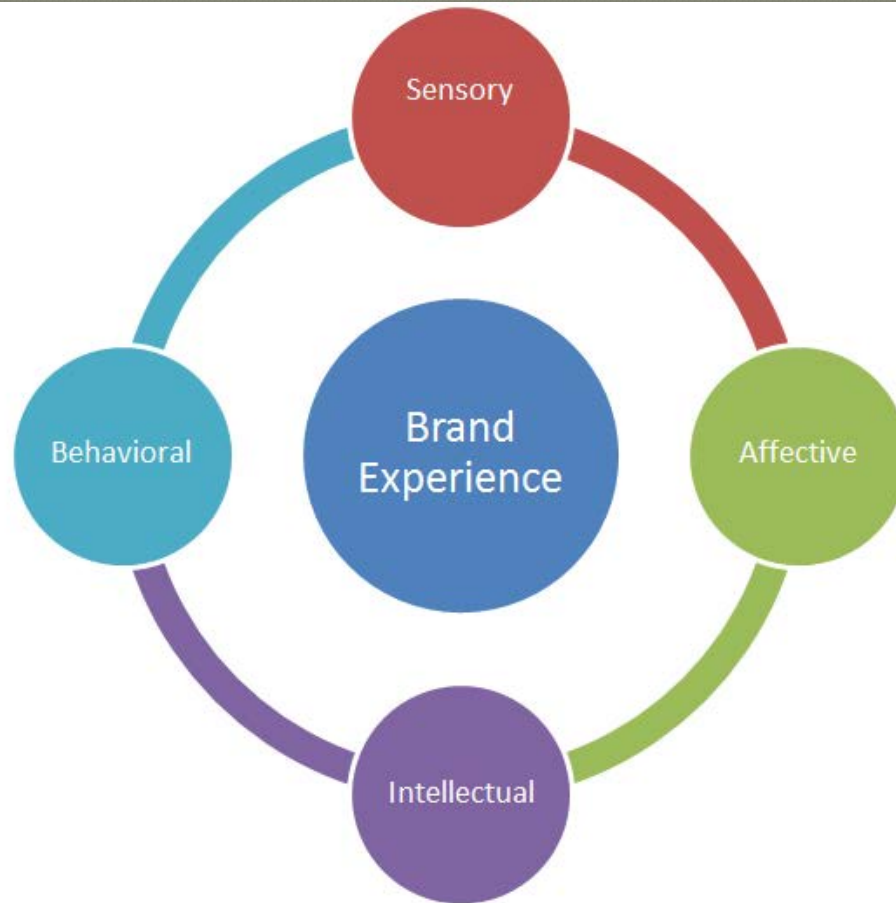 Sensory
Brand
Experience
Behavioral
Affective
Intellectual